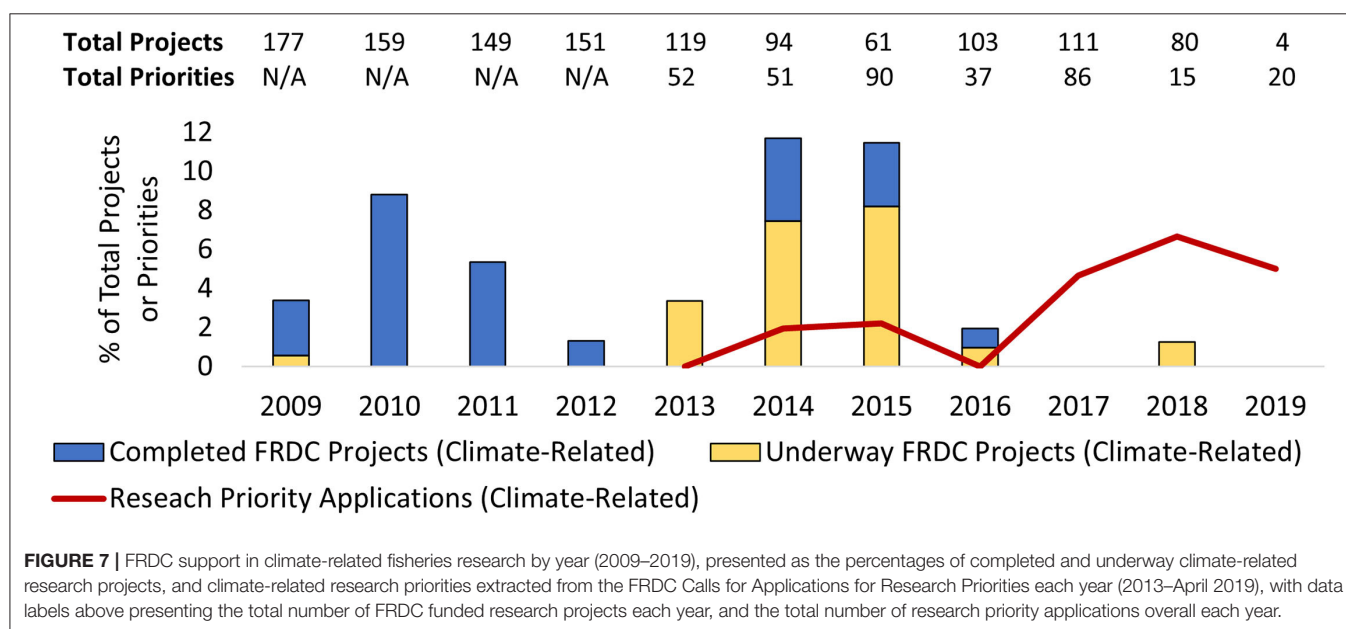 Total Projects 177 159 149 151 119 94 61 103 111 80 4
Total Priorities N/A N/A N/A N/A 52 51 90 37 86 15 20
% of Total Projects
or Priorities
12
10
8
6
4
2
0
2009 2010 2011 2012 2013 2014 2015 2016 2017 2018 2019
Completed FRDC Projects (Climate-Related) Underway FRDC Projects (Climate-Related)
Reseach Priority Applications (Climate-Related)
FIGURE 7 | FRDC support in climate-related fisheries research by year (2009–2019), presented as the percentages of completed and underway climate-related
research projects, and climate-related research priorities extracted from the FRDC Calls for Applications for Research Priorities each year (2013–April 2019), with data
labels above presenting the total number of FRDC funded research projects each year, and the total number of research priority applications overall each year.